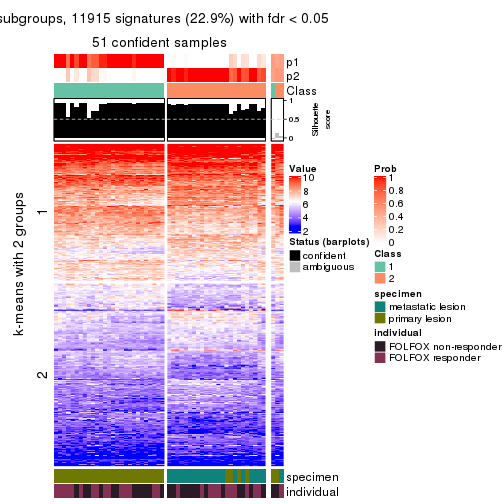 subgroups, 11915 signatures (22.9%) with fdr < 0.05
51 confident samples
p1
p2
Class
1
0.5
0
Silhouette
score
k-means with 2 groups
1
2
Value
10
8
6
4
2
Status (barplots)
confident
ambiguous
Prob
1
0.8
0.6
0.4
0.2
0
Class
1
2
specimen
metastatic lesion
primary lesion
individual
FOLFOX non-responder
FOLFOX responder
specimen
individual